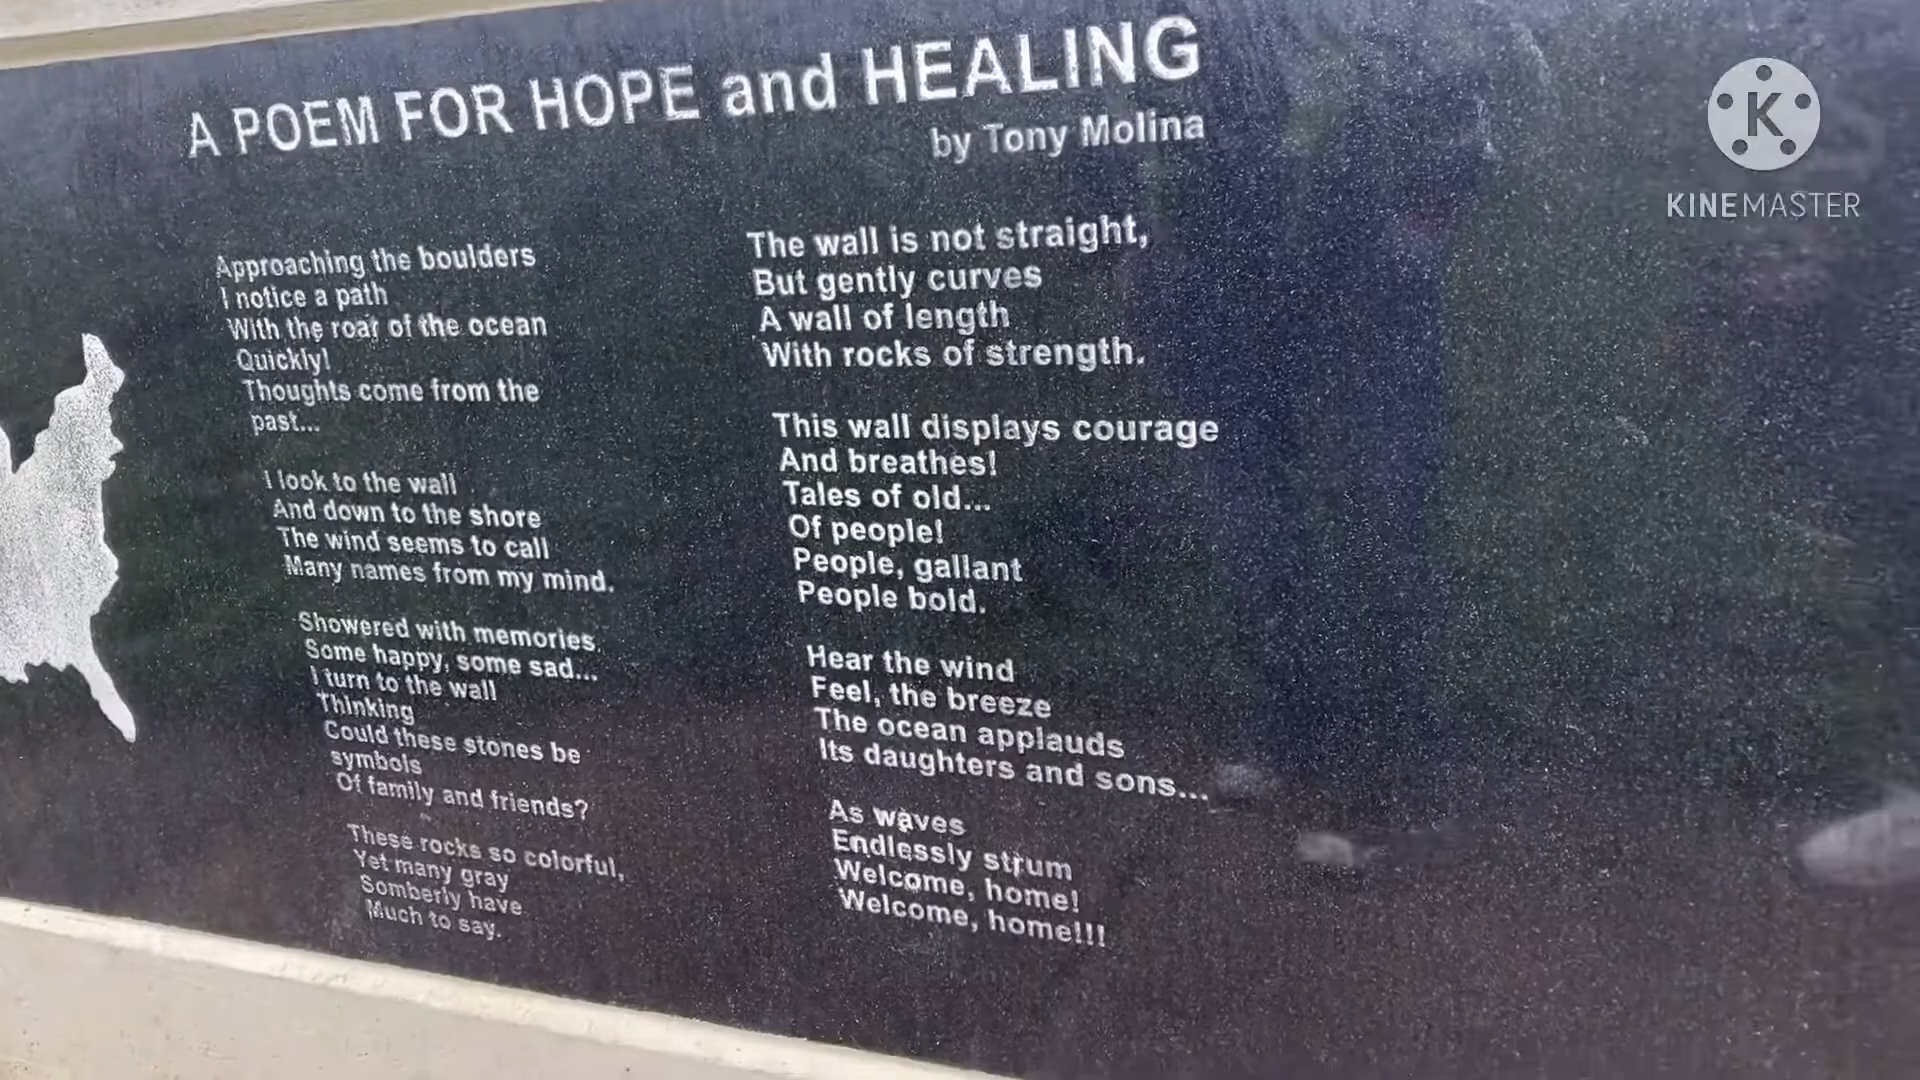 A POEM FOR HOPE and HEALING
by Tony Molina
Approaching the boulders
I notice a path
With the roar of the ocean
Quickly!
Thoughts come from the
past...
I look to the wall
And down to the shore
The wind seems to call
Many names from my mind.
Showered with memories.
Some happy, some sad...
I turn to the wall
Thinking
Could these stones be
symbols
Of family and friends?
These rocks so colorful,
Yet many gray
Somberly have
Much to say.
The wall is not straight,
But gently curves
A wall of length
With rocks of strength.
This wall displays courage
And breathes!
Tales of old...
Of people!
People, gallant
People bold.
Hear the wind
Feel, the breeze
The ocean applauds
Its daughters and sons...
As waves
Endlessly strum
Welcome, home!
Welcome, home!!!
K
KINEMASTER